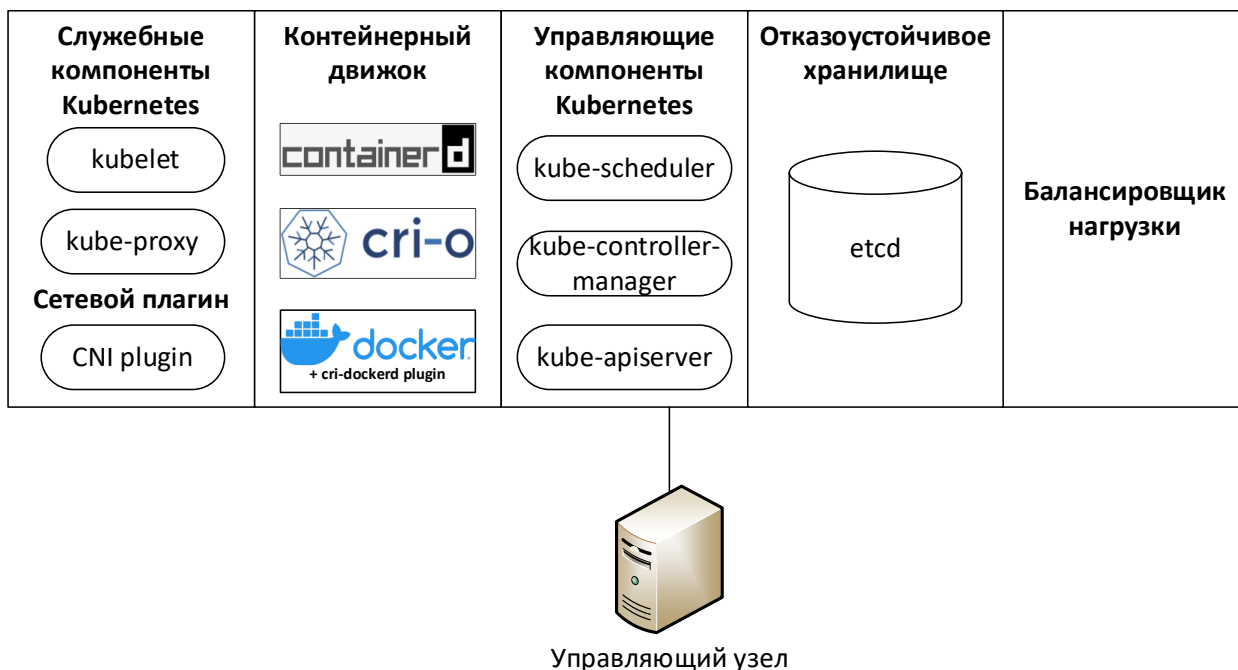 Служебные
компоненты
Kubernetes
kubelet
kube-proxy
Сетевой плагин
CNI plugin
Контейнерный
движок
containerd
cri-o
docker
+ cri-dockerd plugin
Управляющие
компоненты
Kubernetes
kube-scheduler
kube-controller-
manager
kube-apiserver
Отказоустойчивое
хранилище
etcd
Балансировщик
нагрузки
Управляющий узел